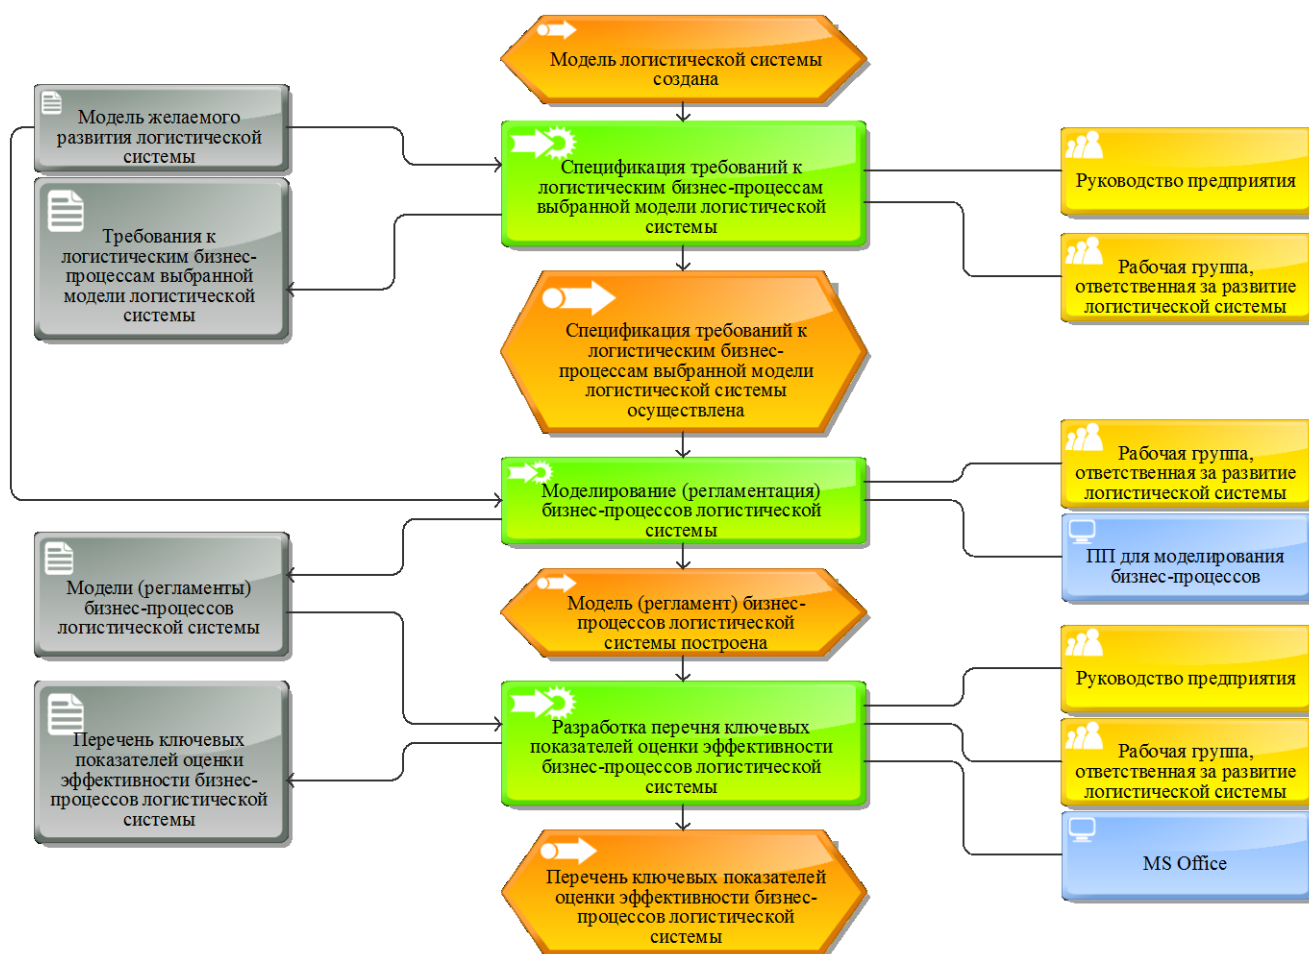 Модель логистической системы
создана
Модель желаемого
развития логистической
системы
Спецификация требований к
логистическим бизнес-процессам
выбранной модели логистической
системы
Руководство предприятия
Требования к
логистическим бизнес-
процессам выбранной
модели логистической
системы
Рабочая группа,
ответственная за развитие
логистической системы
Спецификация требований к
логистическим бизнес-
процессам выбранной модели
логистической системы
осуществлена
Рабочая группа,
ответственная за развитие
логистической системы
Моделирование (регламентация)
бизнес-процессов логистической
системы
ПП для моделирования
бизнес-процессов
Модели (регламенты)
бизнес-процессов
логистической системы
Модель (регламент) бизнес-
процессов логистической
системы построена
Руководство предприятия
Перечень ключевых
показателей оценки
эффективности бизнес-
процессов логистической
системы
Разработка перечня ключевых
показателей оценки эффективности
бизнес-процессов логистической
системы
Рабочая группа,
ответственная за развитие
логистической системы
MS Office
Перечень ключевых показателей
оценки эффективности бизнес-
процессов логистической
системы